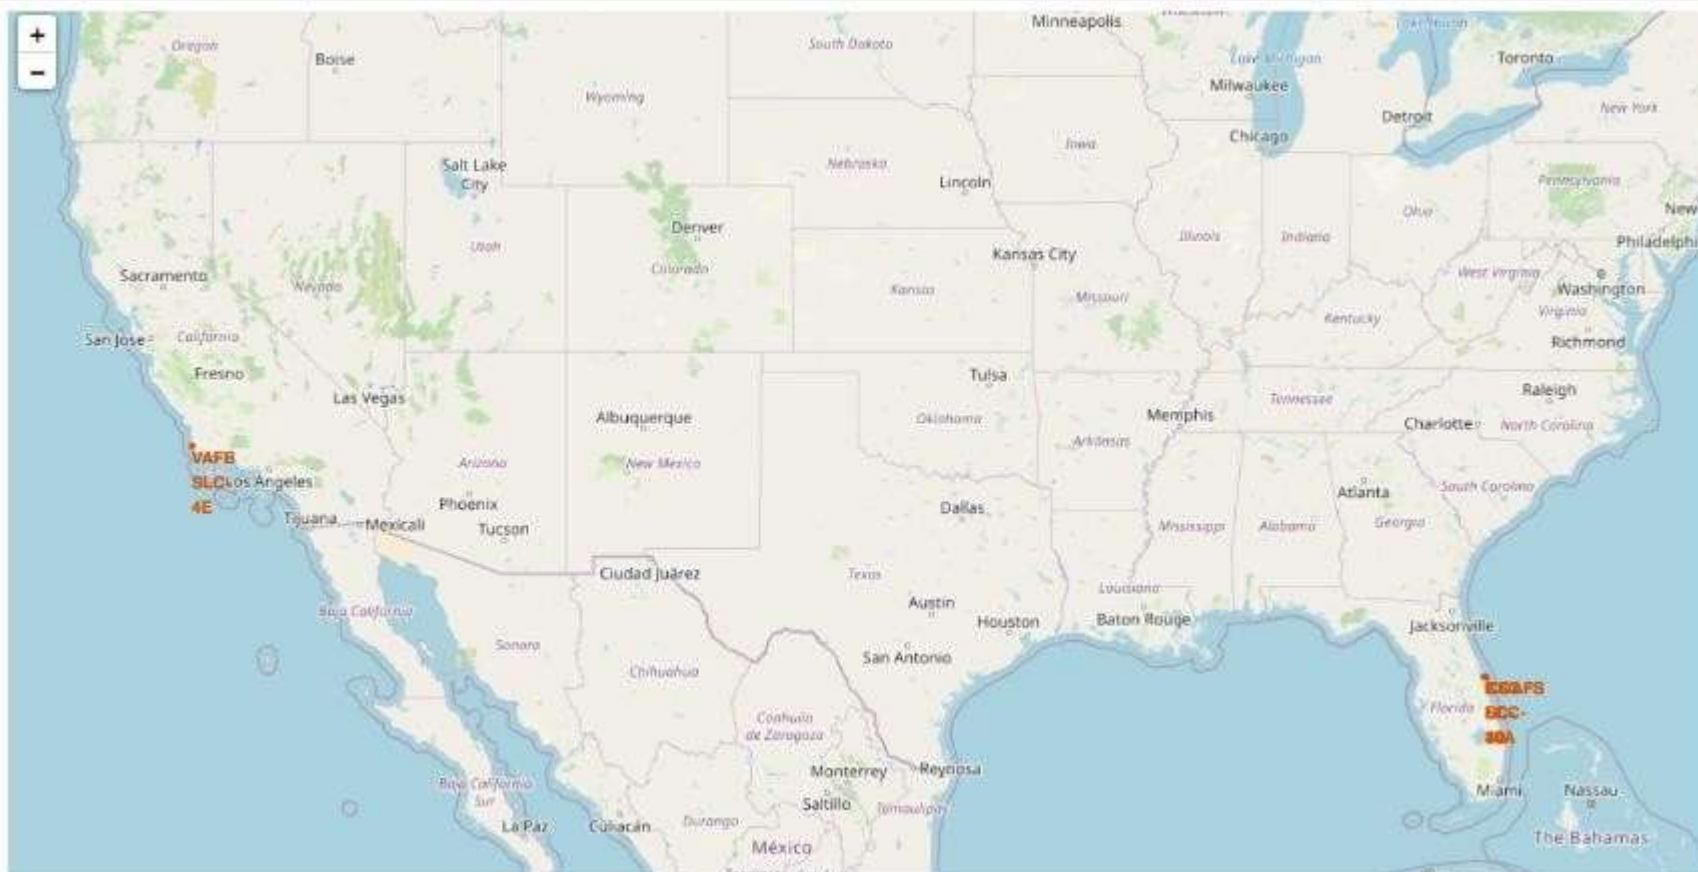 +
−
Oregon
Boise
South Dakota
Minneapolis
Lake Michigan
Toronto
Wyoming
Milwaukee
New York
Detroit
Chicago
Iowa
Salt Lake
City
Nebraska
Lincoln
Pennsylvania
Ohio
New
Denver
Illinois
Indiana
Philadelphi
Utah
Kansas City
Sacramento
Nevada
Colorado
Kansas
Missouri
West Virginia
Washington
Virginia
Kentucky
San Jose
California
Richmond
Fresno
Las Vegas
Tulsa
Raleigh
Albuquerque
Oklahoma
Memphis
Tennessee
Charlotte
North Carolina
Arkansas
VAFB
SLC-
4E
Los Angeles
Arizona
New Mexico
Phoenix
Dallas
Atlanta
South Carolina
Tijuana
Mexicali
Tucson
Mississippi
Alabama
Georgia
Ciudad Juárez
Texas
Louisiana
Baja California
Austin
Houston
Baton Rouge
Jacksonville
Sonora
San Antonio
Chihuahua
Florida
Coahuila
de Zaragoza
Monterrey
Reynosa
Baja California
Sur
Saltillo
Tamaulipas
Miami
Nassau
La Paz
Culiacán
Durango
México
The Bahamas